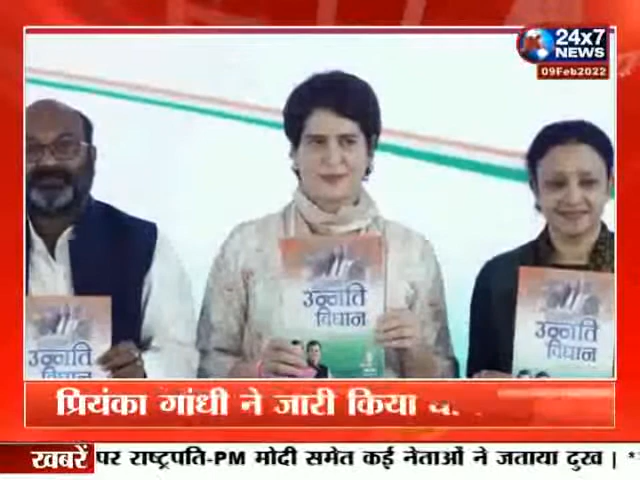 24x7
NEWS
09Feb2022
उन्नति
विधान
उन्नति
विधान
उन्नति
विधान
प्रियंका गांधी ने जारी किया
खबरें पर राष्ट्रपति-PM मोदी समेत कई नेताओं ने जताया दुख | *